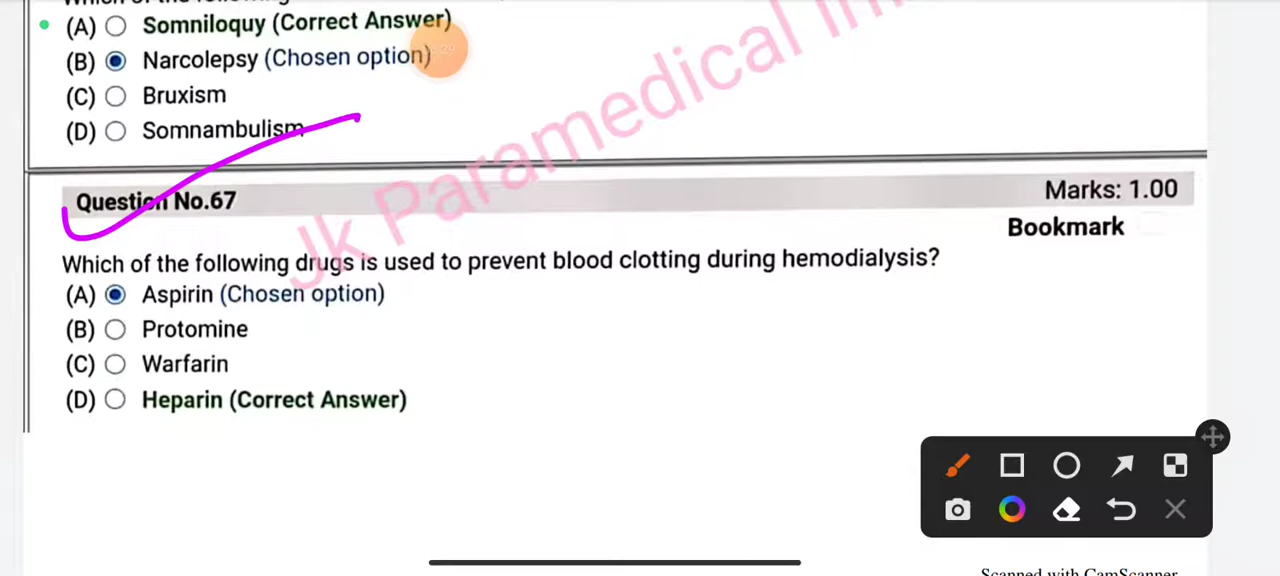 (A) Somniloquy (Correct Answer)
(B) Narcolepsy (Chosen option)
(C) Bruxism
(D) Somnambulism
Question No.67
Marks: 1.00
Bookmark
Jk Paramedical
Which of the following drugs is used to prevent blood clotting during hemodialysis?
(A) Aspirin (Chosen option)
(B) Protomine
(C) Warfarin
(D) Heparin (Correct Answer)
Scanned with CamScanner